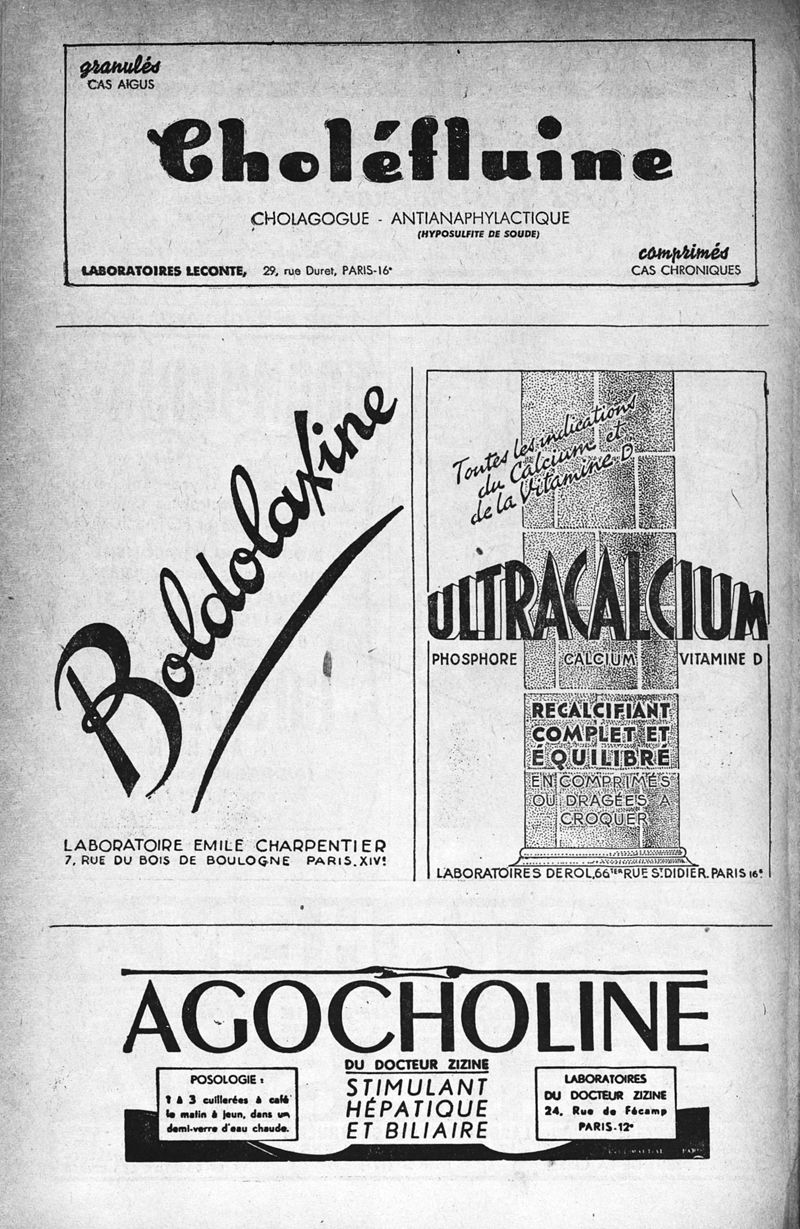 granulés
CAS AIGUS
Choléfluine
CHOLAGOGUE - ANTIANAPHYLACTIQUE
(HYPOSULFITE DE SOUDE)
comprimés
LABORATOIRES LECONTE, 29, rue Duret, PARIS-16e
CAS CHRONIQUES
Boldolaxine
LABORATOIRE EMILE CHARPENTIER
7, RUE DU BOIS DE BOULOGNE PARIS.XIVe
Toutes les indications
du Calcium et
de la Vitamine D
ULTRACALCIUM
PHOSPHORE CALCIUM VITAMINE D
RECALCIFIANT
COMPLET ET
ÉQUILIBRÉ
EN COMPRIMÉS
OU DRAGÉES A
CROQUER
LABORATOIRES DEROL, 66TER RUE ST DIDIER. PARIS 16e
AGOCHOLINE
DU DOCTEUR ZIZINE
STIMULANT
HÉPATIQUE
ET BILIAIRE
POSOLOGIE :
1 à 3 cuillerées à café
le matin à jeun, dans un
demi-verre d'eau chaude.
LABORATOIRES
DU DOCTEUR ZIZINE
24, Rue de Fécamp
PARIS-12e